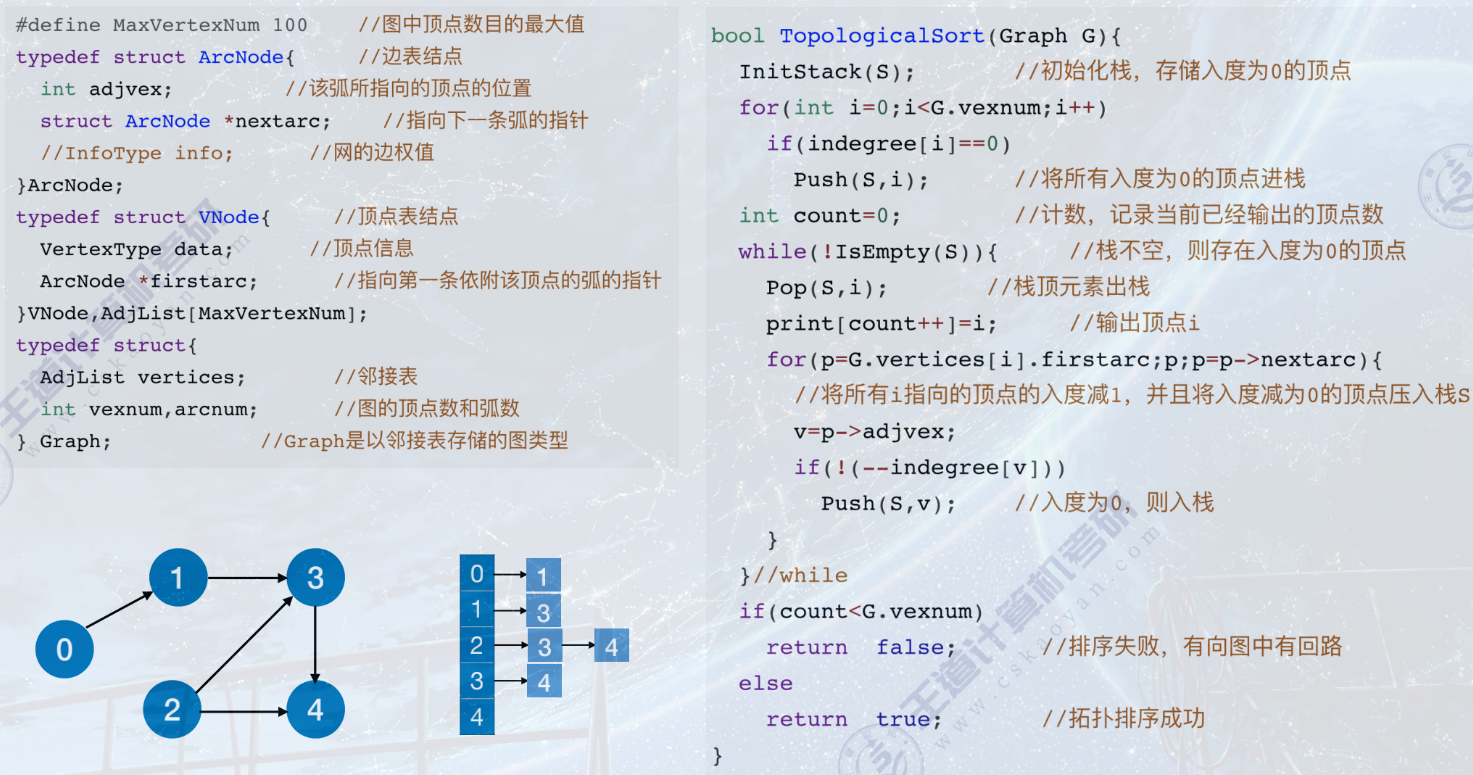 #define MaxVertexNum 100 //图中顶点数目的最大值
typedef struct ArcNode{ //边表结点
int adjvex; //该弧所指向的顶点的位置
struct ArcNode *nextarc; //指向下一条弧的指针
//InfoType info; //网的边权值
}ArcNode;
typedef struct VNode{ //顶点表结点
VertexType data; //顶点信息
ArcNode *firstarc; //指向第一条依附该顶点的弧的指针
}VNode,AdjList[MaxVertexNum];
typedef struct{
AdjList vertices; //邻接表
int vexnum,arcnum; //图的顶点数和弧数
} Graph; //Graph是以邻接表存储的图类型
bool TopologicalSort(Graph G){
InitStack(S); //初始化栈，存储入度为0的顶点
for(int i=0;i<G.vexnum;i++)
if(indegree[i]==0)
Push(S,i); //将所有入度为0的顶点进栈
int count=0; //计数，记录当前已经输出的顶点数
while(!IsEmpty(S)){ //栈不空，则存在入度为0的顶点
Pop(S,i); //栈顶元素出栈
print[count++]=i; //输出顶点i
for(p=G.vertices[i].firstarc;p;p=p->nextarc){
//将所有i指向的顶点的入度减1，并且将入度减为0的顶点压入栈S
v=p->adjvex;
if(!(--indegree[v]))
Push(S,v); //入度为0，则入栈
}
}//while
if(count<G.vexnum)
return false; //排序失败，有向图中有回路
else
return true; //拓扑排序成功
}
1 3
0
2 4
0 1
1 3
2 3 4
3 4
4
王道计算机考研
www.cskaoyan.com
王道计算机考研
www.cskaoyan.com